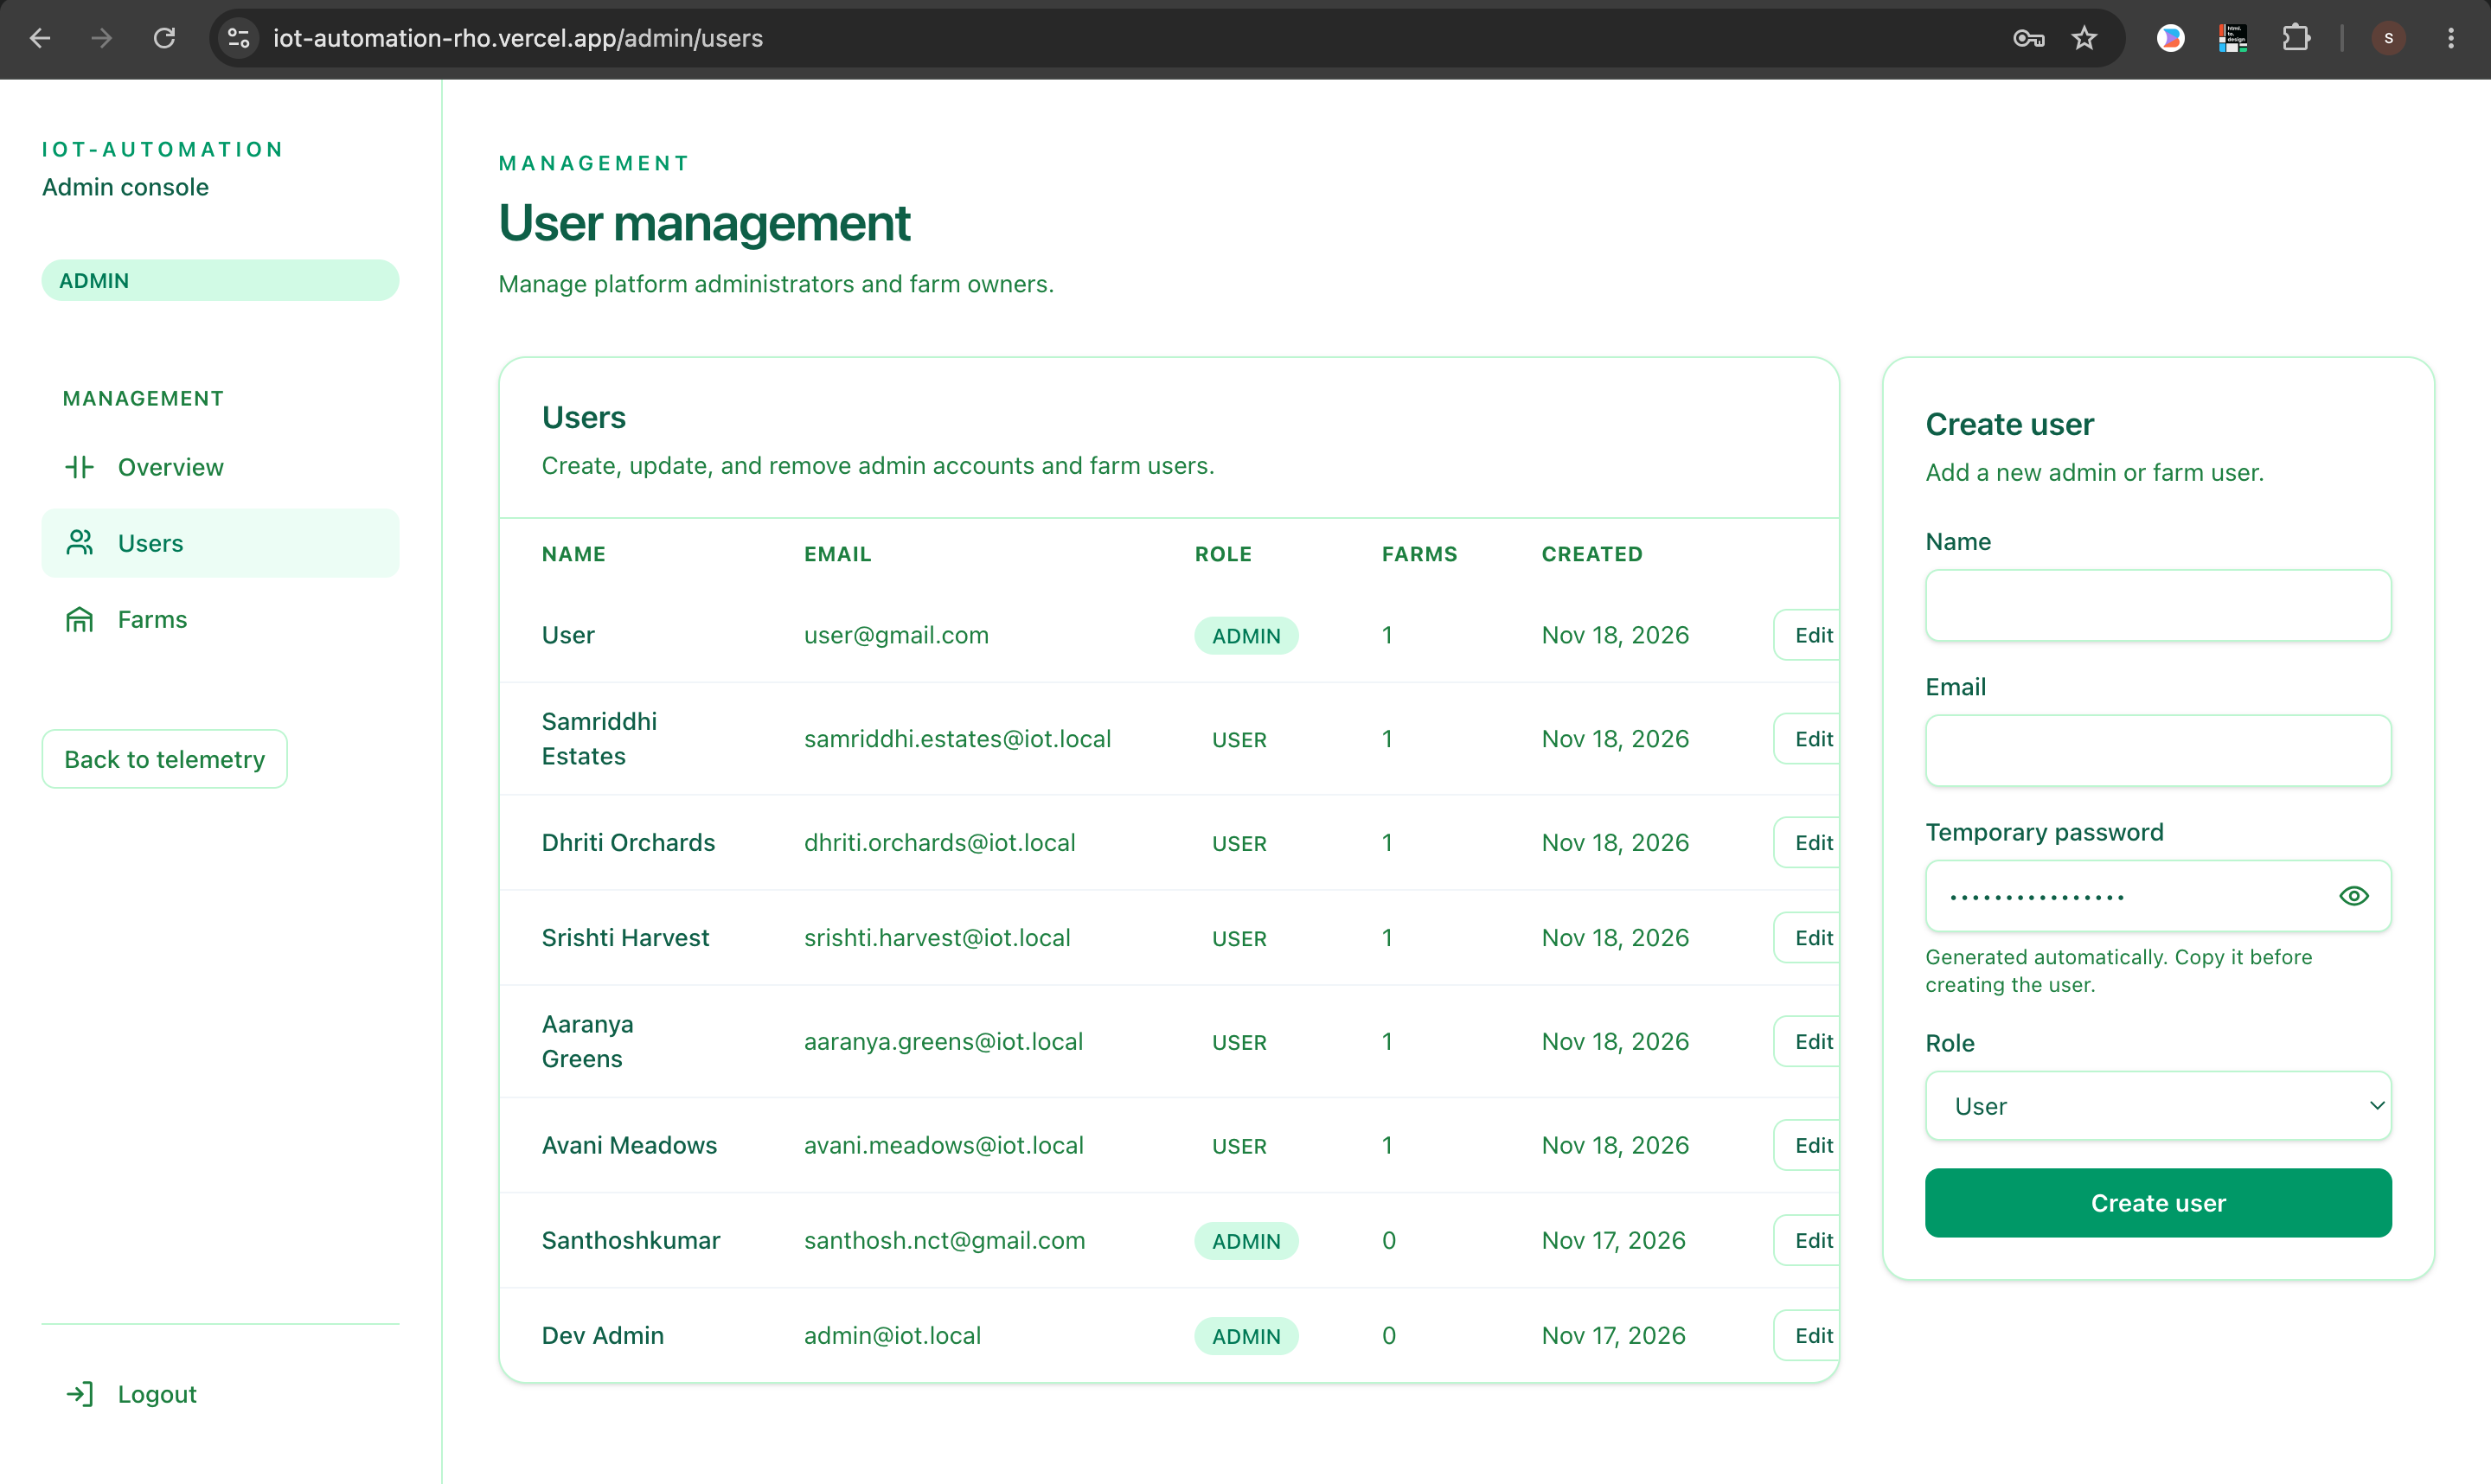 iot-automation-rho.vercel.app/admin/users
S
IOT-AUTOMATION
Admin console
ADMIN
MANAGEMENT
Overview
Users
Farms
Back to telemetry
Logout
MANAGEMENT
User management
Manage platform administrators and farm owners.
Users
Create, update, and remove admin accounts and farm users.
NAME EMAIL ROLE FARMS CREATED
User user@gmail.com ADMIN 1 Nov 18, 2026 Edit
Samriddhi
Estates samriddhi.estates@iot.local USER 1 Nov 18, 2026 Edit
Dhriti Orchards dhriti.orchards@iot.local USER 1 Nov 18, 2026 Edit
Srishti Harvest srishti.harvest@iot.local USER 1 Nov 18, 2026 Edit
Aaranya
Greens aaranya.greens@iot.local USER 1 Nov 18, 2026 Edit
Avani Meadows avani.meadows@iot.local USER 1 Nov 18, 2026 Edit
Santhoshkumar santhosh.nct@gmail.com ADMIN 0 Nov 17, 2026 Edit
Dev Admin admin@iot.local ADMIN 0 Nov 17, 2026 Edit
Create user
Add a new admin or farm user.
Name
Email
Temporary password
••••••••••••••••
Generated automatically. Copy it before
creating the user.
Role
User
Create user